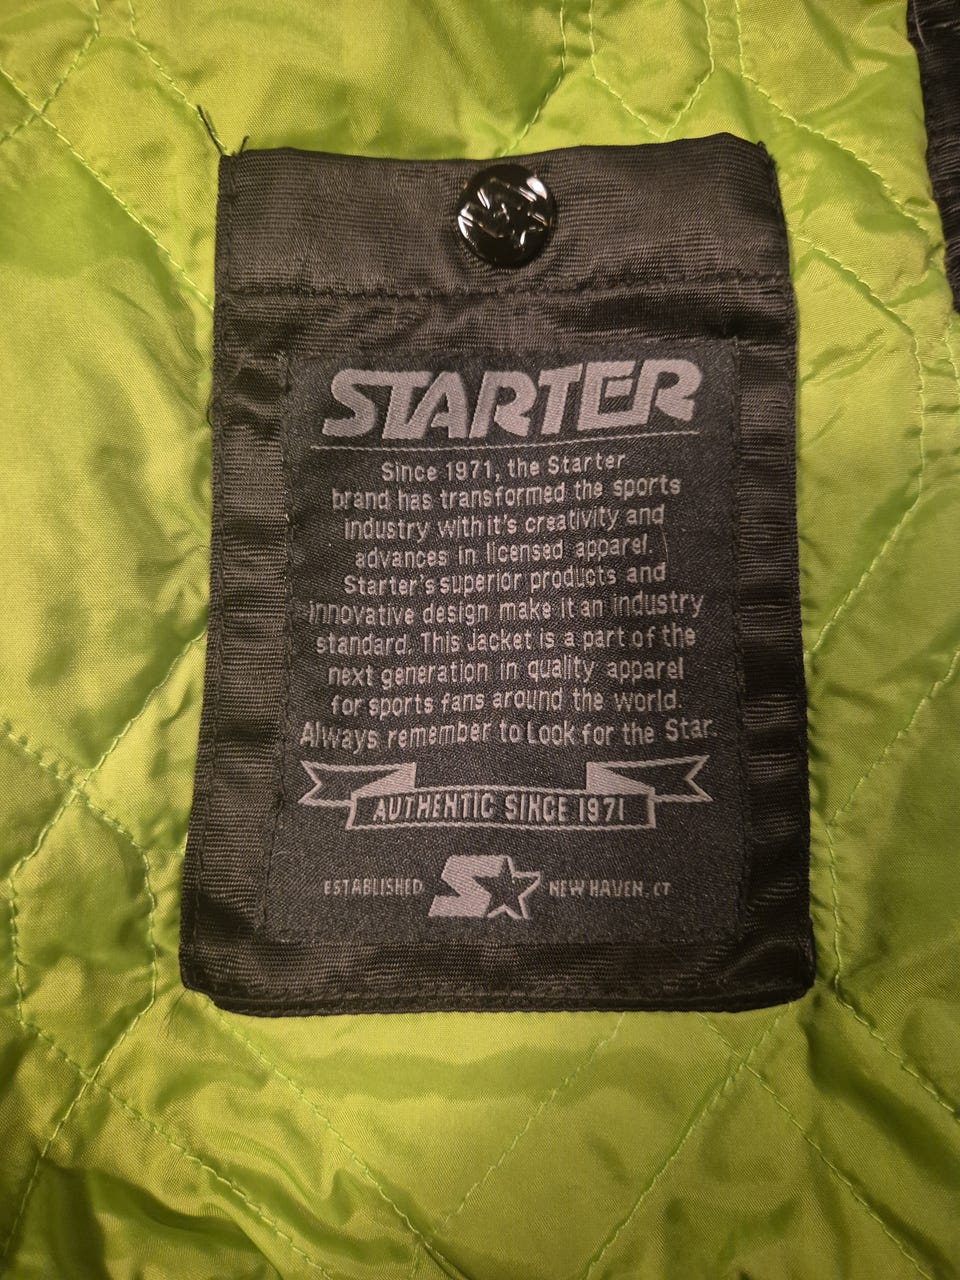 STARTER
Since 1971, the Starter
brand has transformed the sports
industry with it's creativity and
advances in licensed apparel.
Starter's superior products and
innovative design make it an industry
standard. This Jacket is a part of the
next generation in quality apparel
for sports fans around the world.
Always remember to Look for the Star.
AUTHENTIC SINCE 1971
ESTABLISHED S NEW HAVEN, CT